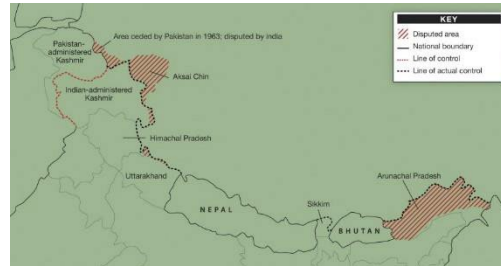 KEY
Disputed area
National boundary
Line of control
Line of actual control
Area ceded by Pakistan in 1963; disputed by india
Pakistan-
administered
Kashmir
Aksai Chin
Indian-administered
Kashmir
Himachal Pradesh
Uttarakhand
NEPAL
Sikkim
BHUTAN
Arunachal Pradesh